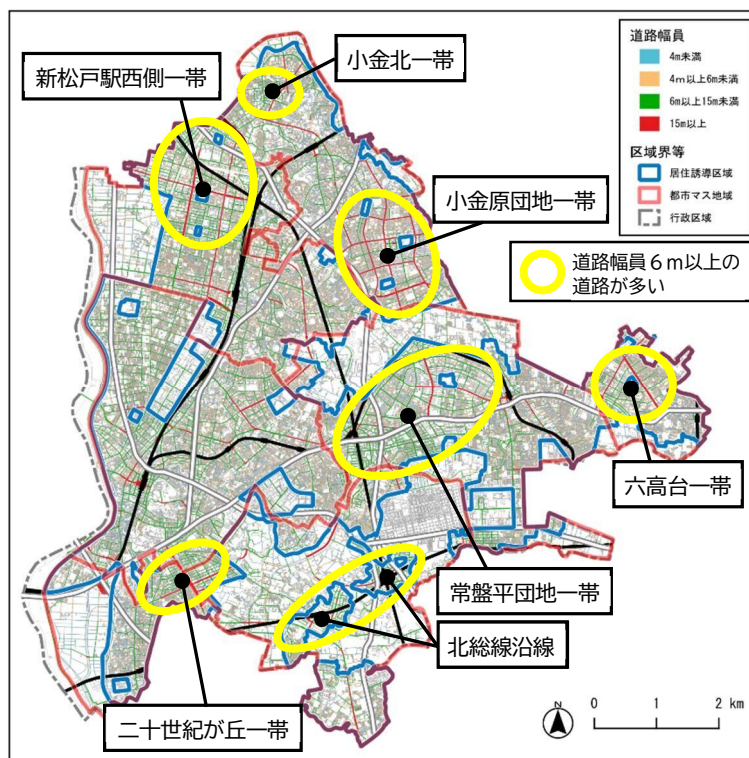 小金北一帯
新松戸駅西側一帯
小金原団地一帯
道路幅員
4m未満
4m以上6m未満
6m以上15m未満
15m以上
区域界等
居住誘導区域
都市マス地域
行政区域
道路幅員６ｍ以上の
道路が多い
六高台一帯
常盤平団地一帯
北総線沿線
二十世紀が丘一帯
N
0 1 2 km